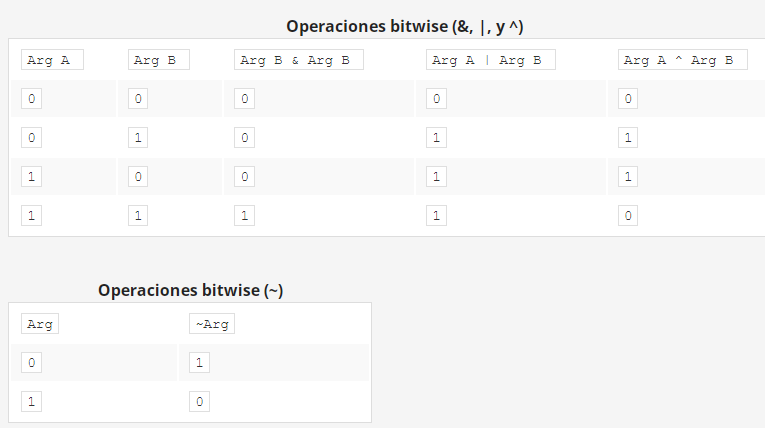 Operaciones bitwise (&, |, y ^)
Arg A Arg B Arg B & Arg B Arg A | Arg B Arg A ^ Arg B
0 0 0 0 0
0 1 0 1 1
1 0 0 1 1
1 1 1 1 0
Operaciones bitwise (~)
Arg ~Arg
0 1
1 0